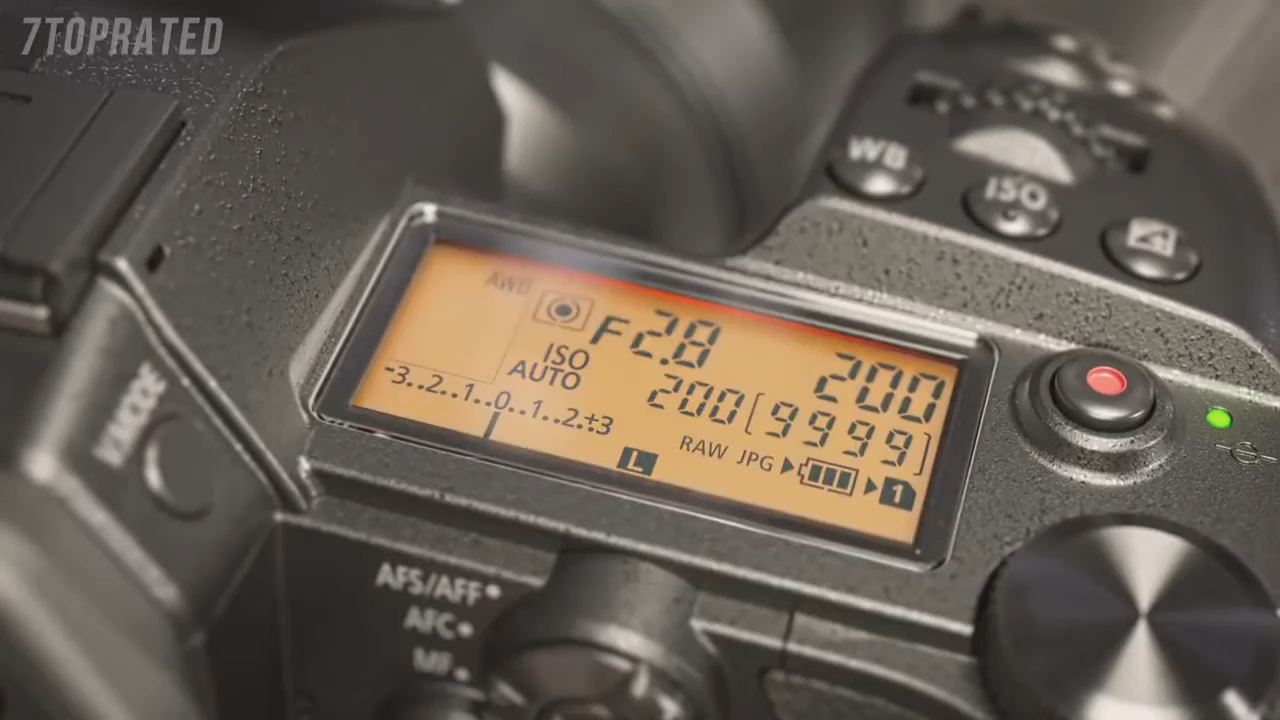 7TOPRATED
WB
ISO
AWB
F2.8
200
ISO
AUTO
200[9999]
-3..2..1..0..1..2..+3
RAW JPG
L
1
V.MODE
AFS/AFF
AFC
MF